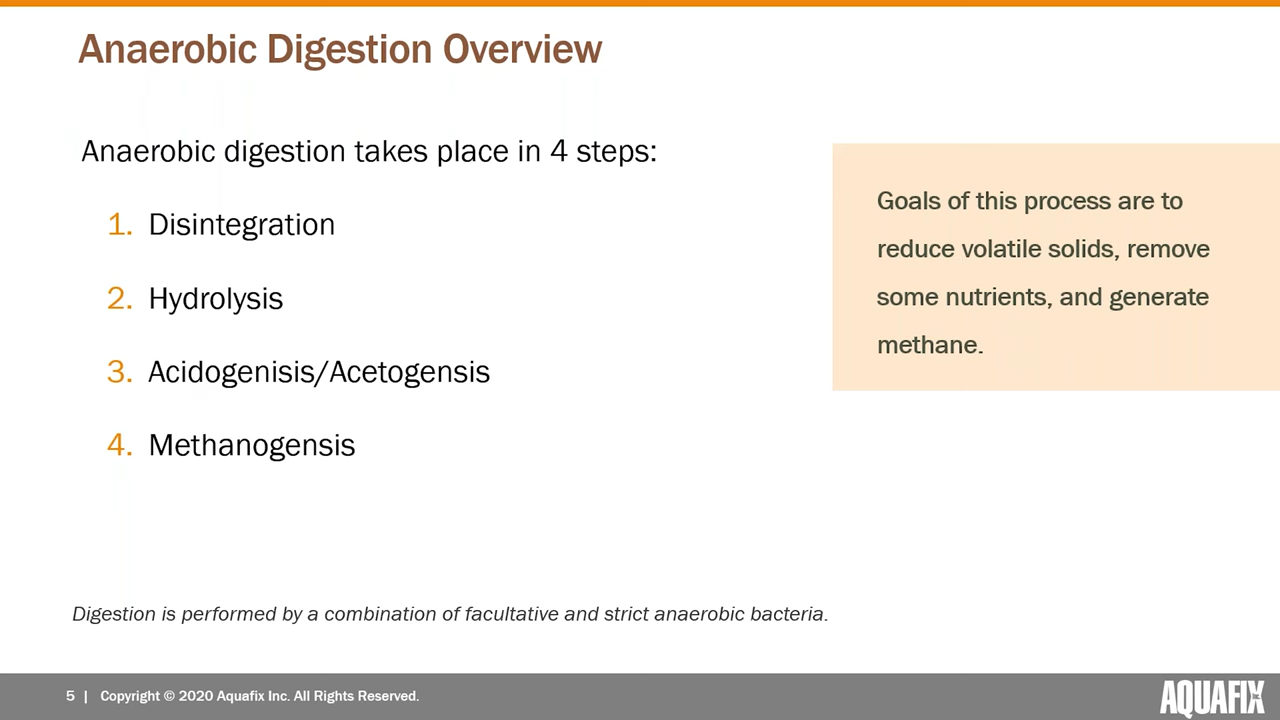 Anaerobic Digestion Overview
Anaerobic digestion takes place in 4 steps:
1. Disintegration
2. Hydrolysis
3. Acidogenisis/Acetogensis
4. Methanogensis
Goals of this process are to
reduce volatile solids, remove
some nutrients, and generate
methane.
Digestion is performed by a combination of facultative and strict anaerobic bacteria.
5 | Copyright © 2020 Aquafix Inc. All Rights Reserved.
AQUAFIX INC.